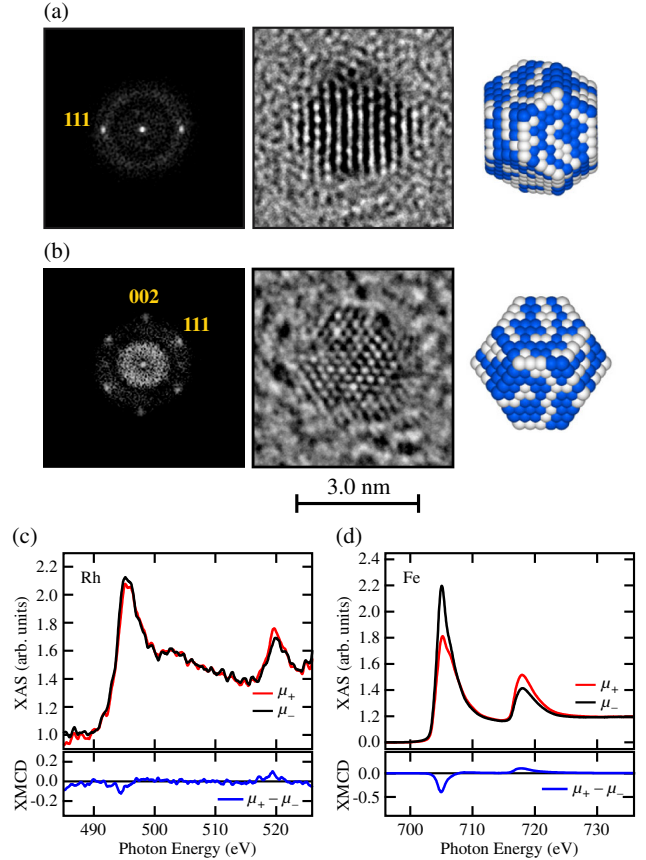 (a)
111
(b)
002
111
3.0 nm
(c)
(d)
Rh
2.2
2.0
1.8
1.6
1.4
1.2
1.0
XAS (arb. units)
μ+
μ−
0.2
0.0
-0.2
XMCD
μ+ − μ−
490
500
510
520
Photon Energy (eV)
Fe
2.4
2.2
2.0
1.8
1.6
1.4
1.2
1.0
XAS (arb. units)
μ+
μ−
0.0
-0.5
XMCD
μ+ − μ−
700
710
720
730
Photon Energy (eV)